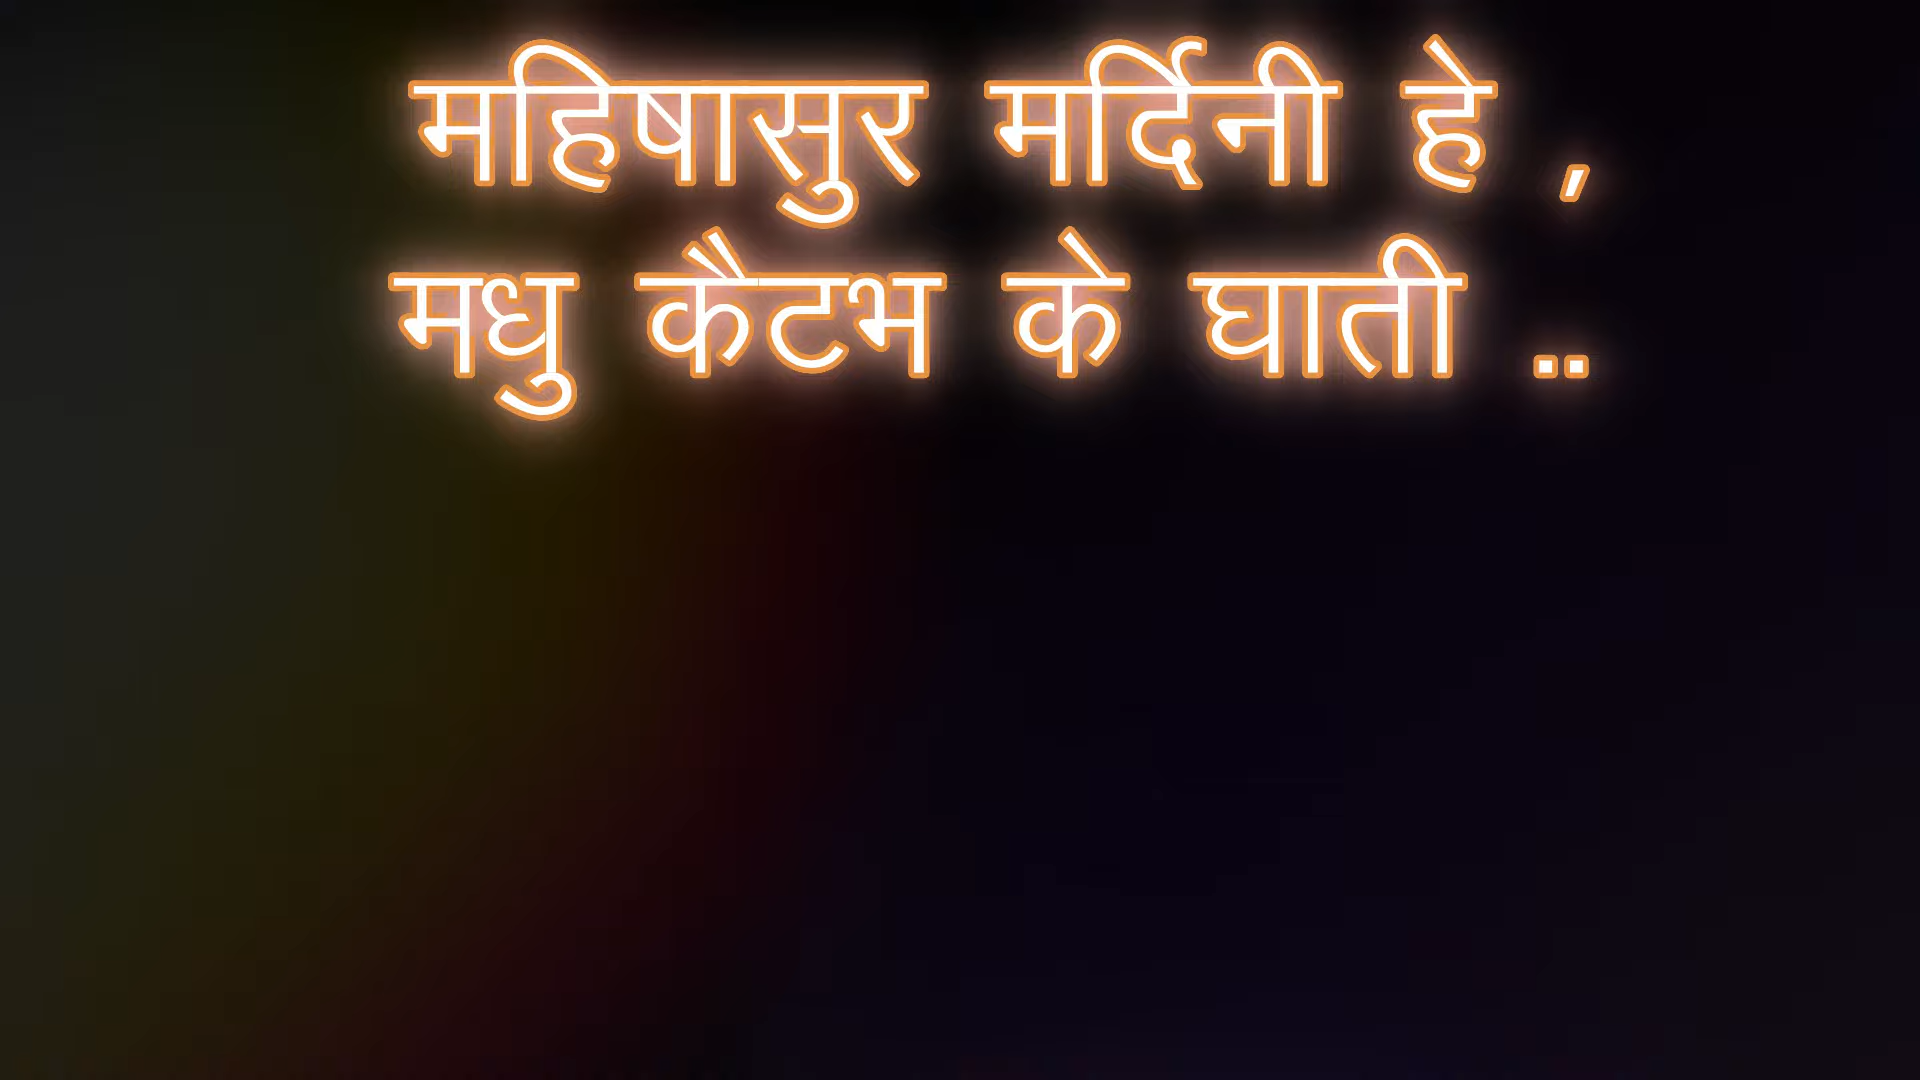 महिषासुर मर्दिनी हे ,
मधु कैटभ के घाती ..